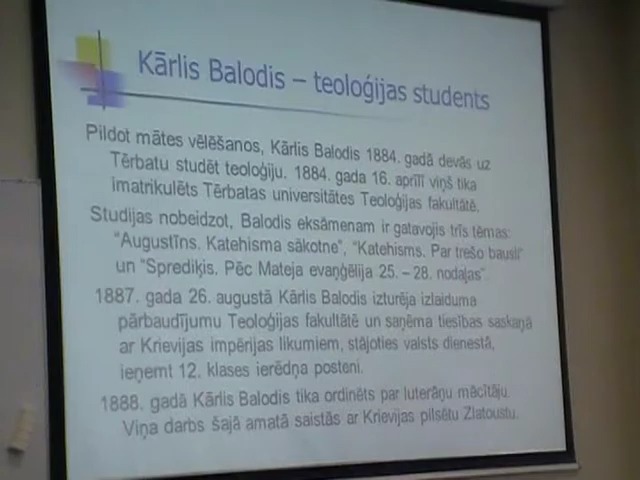 Kārlis Balodis – teoloģijas students
Pildot mātes vēlēšanos, Kārlis Balodis 1884. gadā devās uz
Tērbatu studēt teoloģiju. 1884. gada 16. aprīlī viņš tika
imatrikulēts Tērbatas universitātes Teoloģijas fakultātē.
Studijas nobeidzot, Balodis eksāmenam ir gatavojis trīs tēmas:
“Augustīns. Katehisma sākotne”, “Katehisms. Par trešo bausli”
un “Sprediķis. Pēc Mateja evaņģēlija 25. – 28. nodaļas”.
1887. gada 26. augustā Kārlis Balodis izturēja izlaiduma
pārbaudījumu Teoloģijas fakultātē un saņēma tiesības saskaņā
ar Krievijas impērijas likumiem, stājoties valsts dienestā,
ieņemt 12. klases ierēdņa posteni.
1888. gadā Kārlis Balodis tika ordinēts par luterāņu mācītāju.
Viņa darbs šajā amatā saistās ar Krievijas pilsētu Zlatoustu.